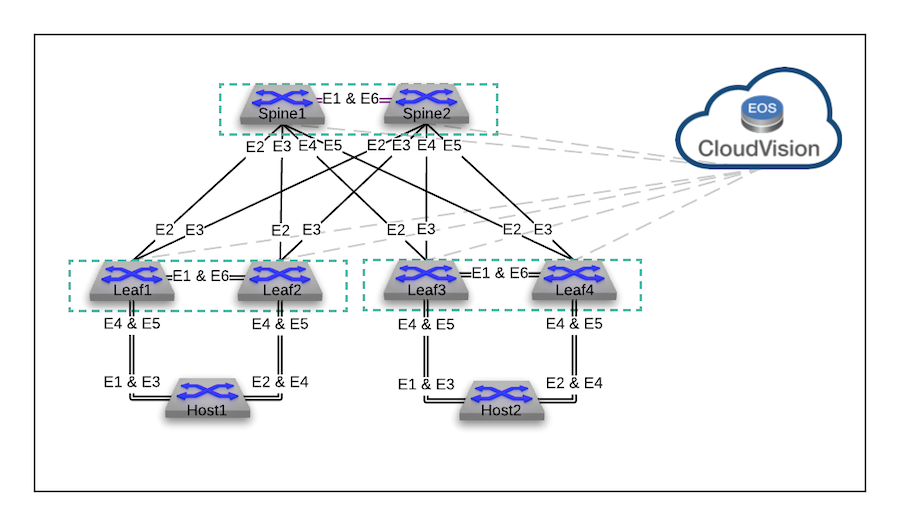 E1 & E6
Spine1
Spine2
EOS
CloudVision
E2 E3 E4 E5 E2 E3 E4 E5
E2 E3 E2 E3 E2 E3 E2 E3
E1 & E6
E1 & E6
Leaf1
Leaf2
Leaf3
Leaf4
E4 & E5
E4 & E5
E4 & E5
E4 & E5
E1 & E3
E2 & E4
E1 & E3
E2 & E4
Host1
Host2